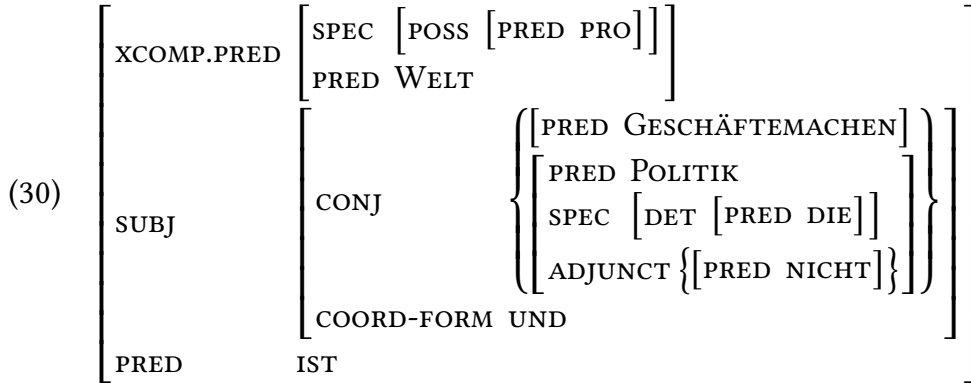 SPEC [POSS [PRED PRO]]
XCOMP.PRED
PRED WELT
[PRED GESCHÄFTEMACHEN]
PRED POLITIK
(30) SUBJ CONJ SPEC [DET [PRED DIE]]
ADJUNCT {[PRED NICHT]}
COORD-FORM UND
PRED IST